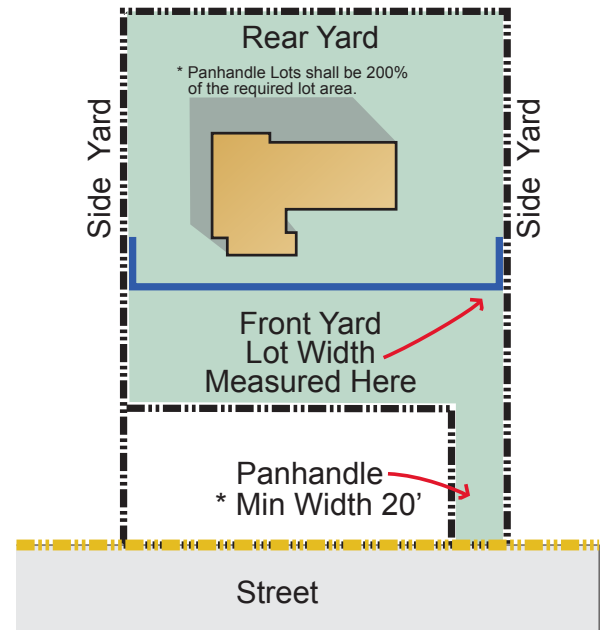 Rear Yard
* Panhandle Lots shall be 200%
of the required lot area.
Side Yard
Side Yard
Front Yard
Lot Width
Measured Here
Panhandle
* Min Width 20’
Street